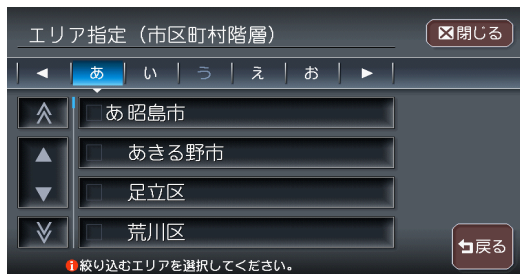 エリア指定（市区町村階層）
閉じる
◀ あ い う え お ▶
あ昭島市
あきる野市
足立区
荒川区
戻る
絞り込むエリアを選択してください。